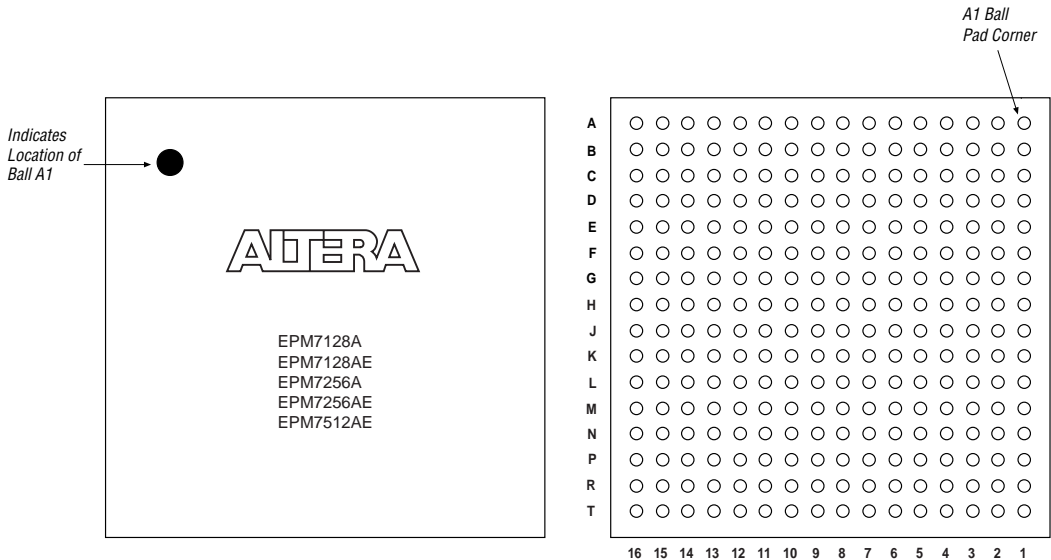 A1 Ball
Pad Corner
Indicates
Location of
Ball A1
ALTERA
EPM7128A
EPM7128AE
EPM7256A
EPM7256AE
EPM7512AE
A
B
C
D
E
F
G
H
J
K
L
M
N
P
R
T
16 15 14 13 12 11 10 9 8 7 6 5 4 3 2 1